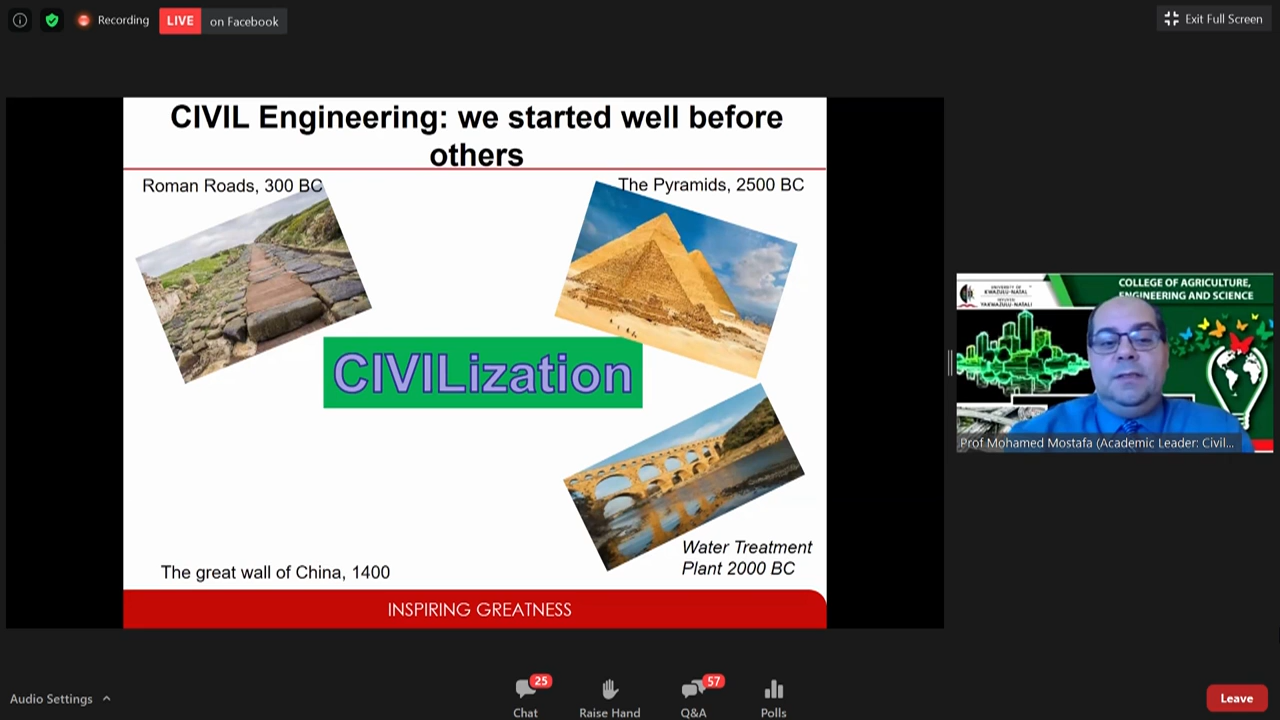 Recording
LIVE
on Facebook
Exit Full Screen
CIVIL Engineering: we started well before
others
Roman Roads, 300 BC
The Pyramids, 2500 BC
CIVILization
Water Treatment
Plant 2000 BC
The great wall of China, 1400
INSPIRING GREATNESS
UNIVERSITY OF
KWAZULU-NATAL
INYUVESI
YAKWAZULU-NATALI
COLLEGE OF AGRICULTURE,
ENGINEERING AND SCIENCE
Prof Mohamed Mostafa (Academic Leader: Civil...
Audio Settings
25
Chat
Raise Hand
57
Q&A
Polls
Leave